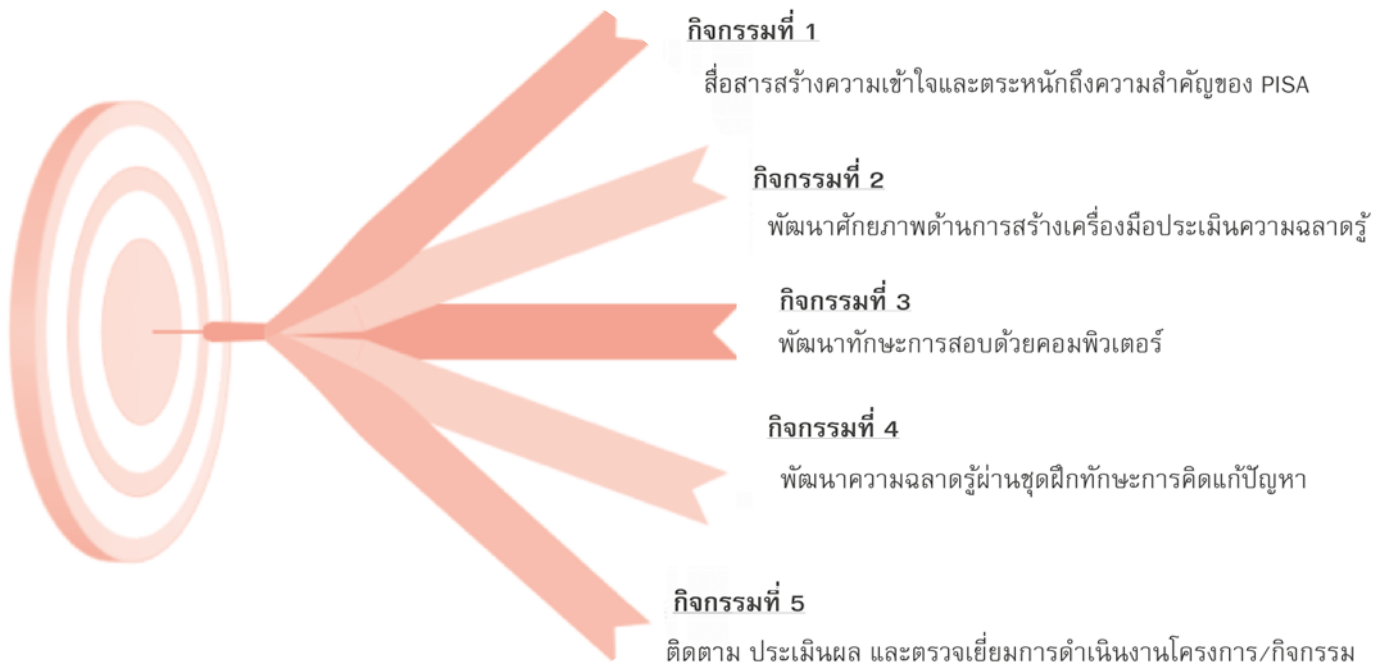 กิจกรรมที่ 1
สื่อสารสร้างความเข้าใจและตระหนักถึงความสำคัญของ PISA
กิจกรรมที่ 2
พัฒนาศักยภาพด้านการสร้างเครื่องมือประเมินความฉลาดรู้
กิจกรรมที่ 3
พัฒนาทักษะการสอบด้วยคอมพิวเตอร์
กิจกรรมที่ 4
พัฒนาความฉลาดรู้ผ่านชุดฝึกทักษะการคิดแก้ปัญหา
กิจกรรมที่ 5
ติดตาม ประเมินผล และตรวจเยี่ยมการดำเนินงานโครงการ/กิจกรรม